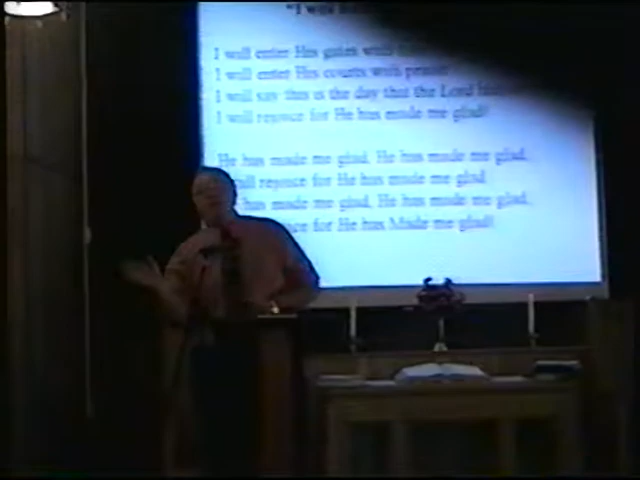 "I Will
I will enter His gates with
I will enter His courts with praise
I will say this is the day that the Lord
I will rejoice for He has made me glad!
He has made me glad, He has made me glad,
will rejoice for He has made me glad
has made me glad, He has made me glad,
for He has Made me glad!